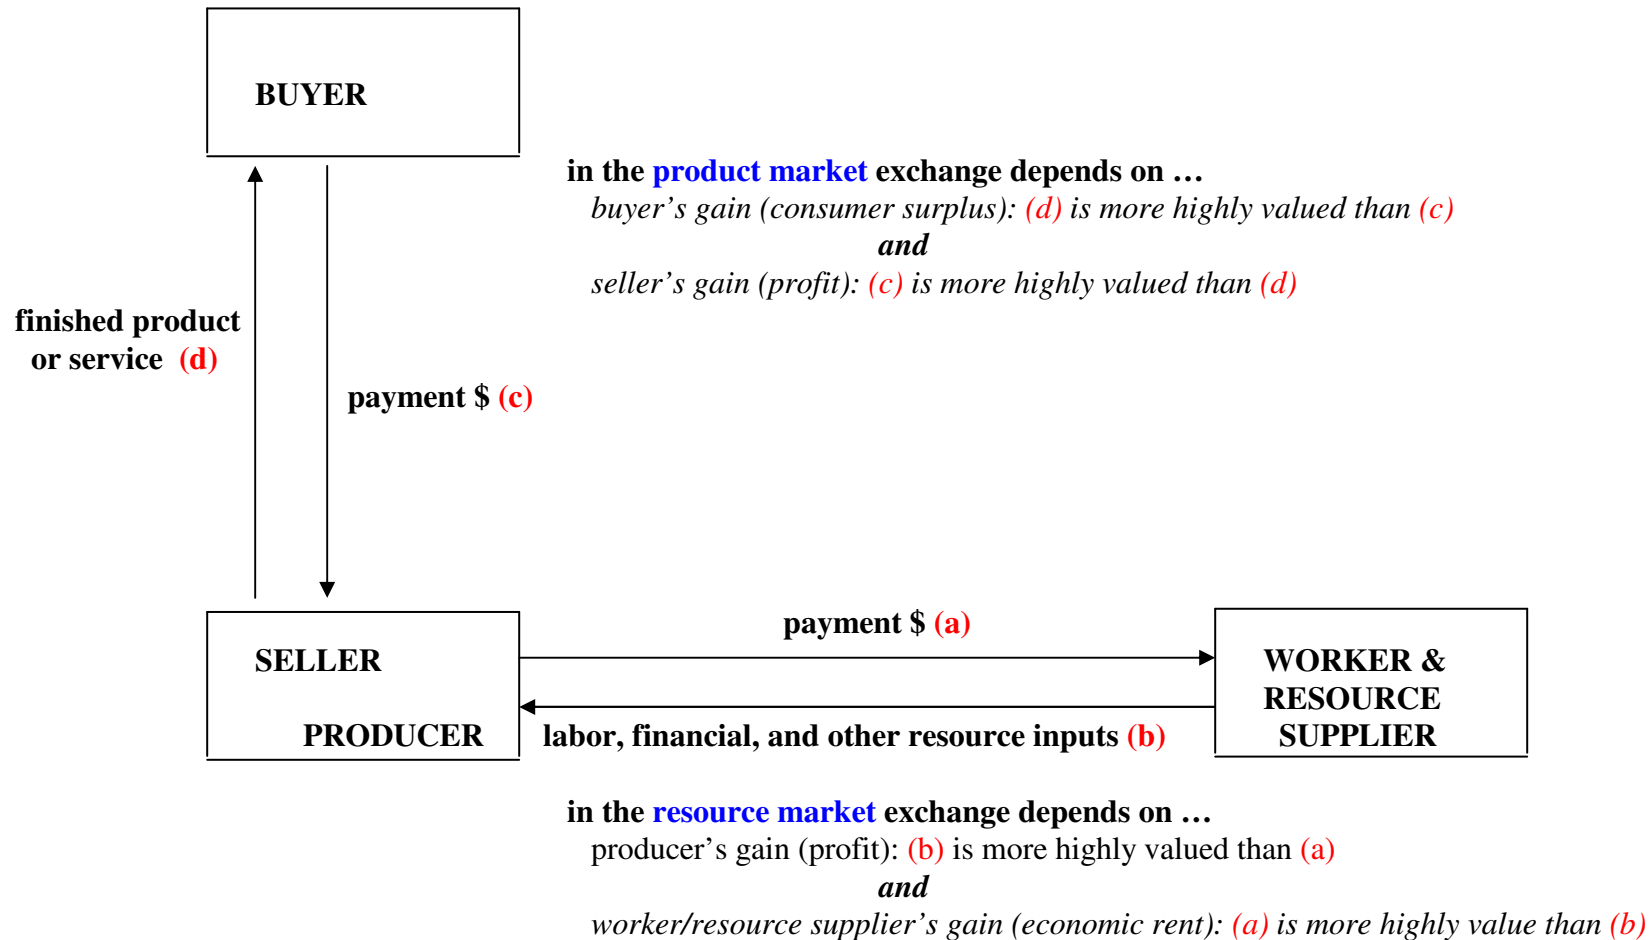 BUYER
in the product market exchange depends on …
buyer’s gain (consumer surplus): (d) is more highly valued than (c)
and
seller’s gain (profit): (c) is more highly valued than (d)
finished product
or service (d)
payment $ (c)
payment $ (a)
SELLER
PRODUCER
WORKER &
RESOURCE
SUPPLIER
labor, financial, and other resource inputs (b)
in the resource market exchange depends on …
producer’s gain (profit): (b) is more highly valued than (a)
and
worker/resource supplier’s gain (economic rent): (a) is more highly value than (b)